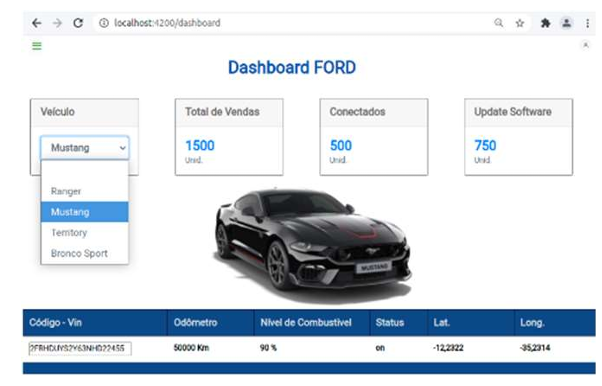 localhost:4200/dashboard
Dashboard FORD
Veículo
Total de Vendas
Conectados
Update Software
Mustang
1500
Unid.
500
Unid.
750
Unid.
Ranger
Mustang
Territory
Bronco Sport
MUSTANG
Código - Vin
Odômetro
Nível de Combustivel
Status
Lat.
Long.
2FRHDUYS2Y63NHD22455
50000 Km
90 %
on
-12,2322
-35,2314